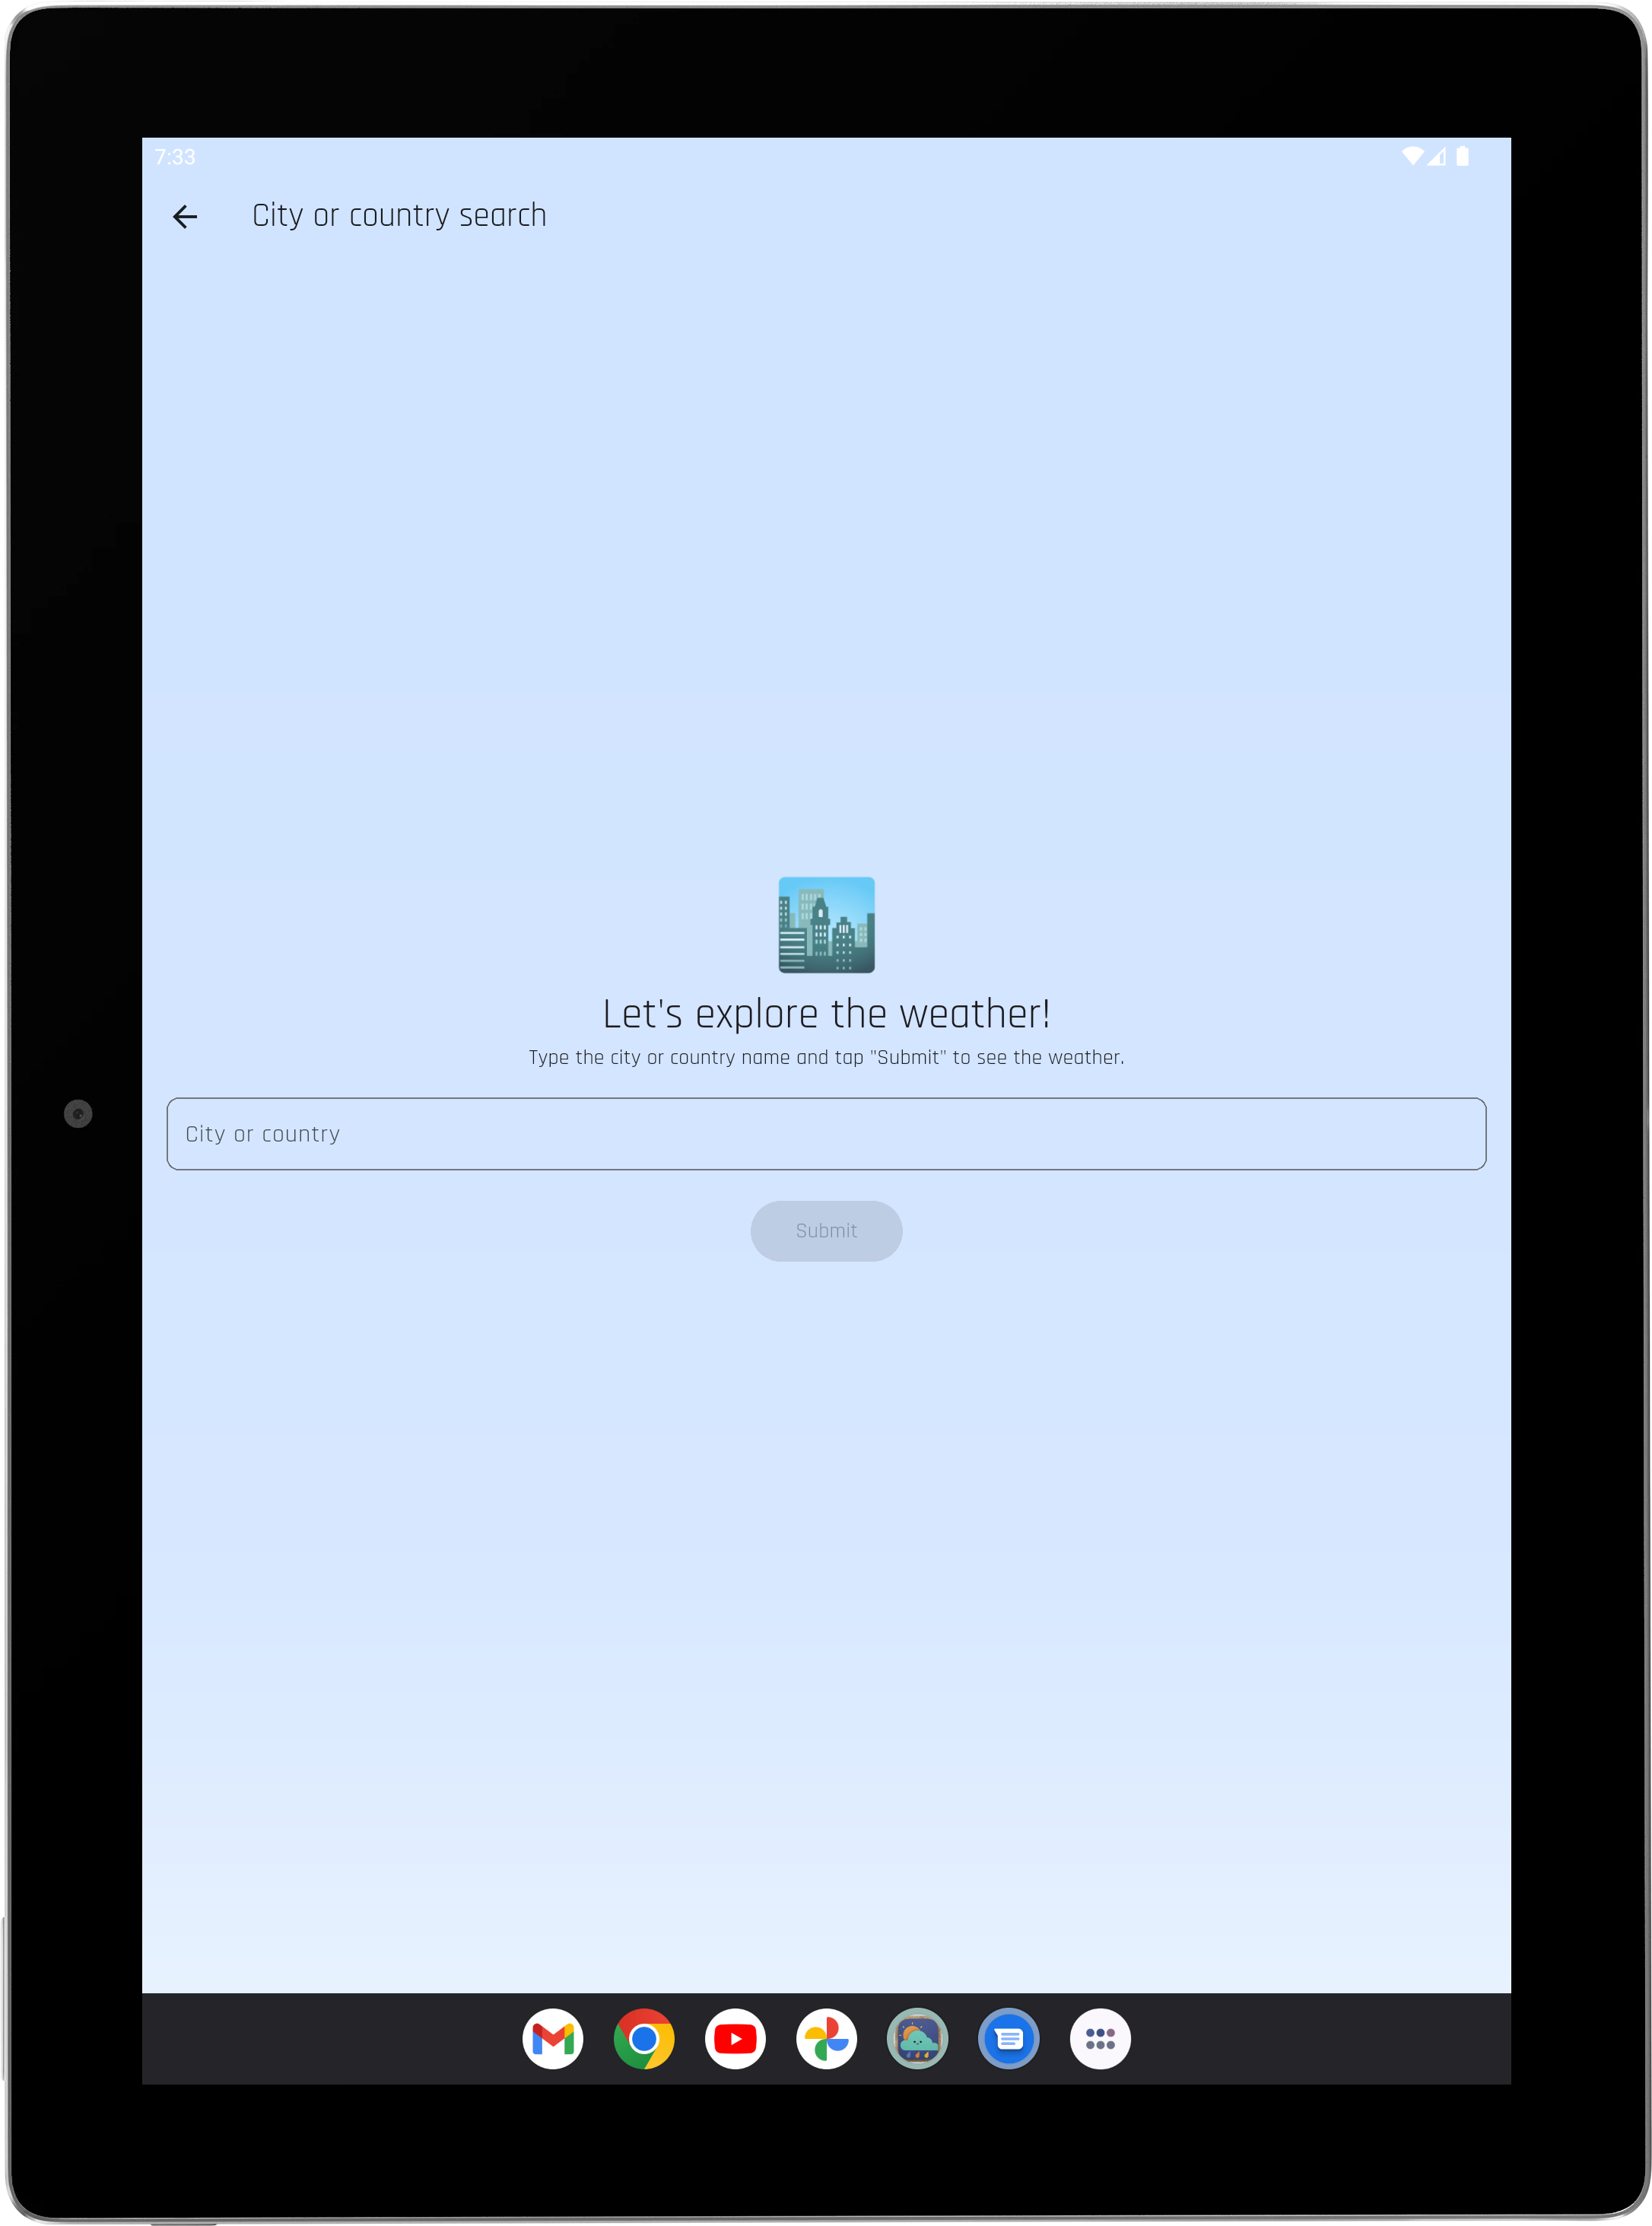 7:33
City or country search
Let's explore the weather!
Type the city or country name and tap "Submit" to see the weather.
City or country
Submit